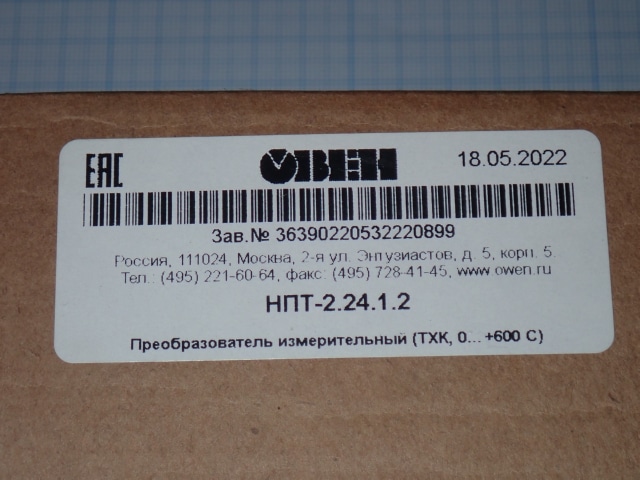 EAC ОВЕН 18.05.2022
Зав.№ 36390220532220899
Россия, 111024, Москва, 2-я ул. Энтузиастов, д. 5, корп. 5.
Тел.: (495) 221-60-64, факс: (495) 728-41-45, www.owen.ru
НПТ-2.24.1.2
Преобразователь измерительный (ТХК, 0... +600 С)